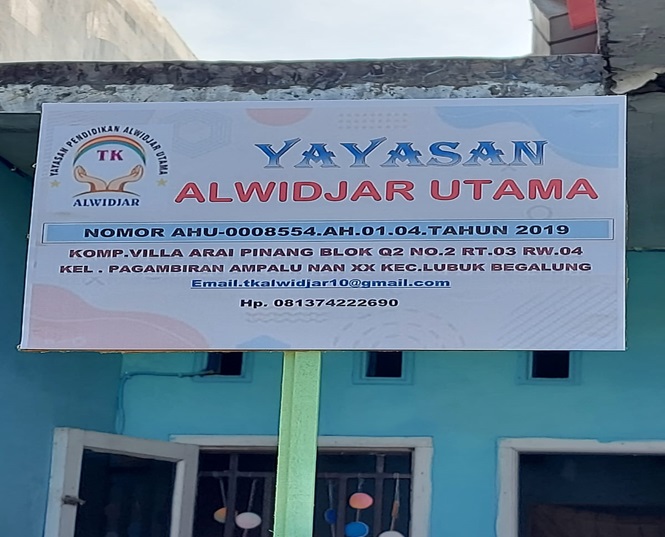 YAYASAN PENDIDIKAN ALWIDJAR UTAMA
TK
ALWIDJAR
YAYASAN
ALWIDJAR UTAMA
NOMOR AHU-0008554.AH.01.04.TAHUN 2019
KOMP.VILLA ARAI PINANG BLOK Q2 NO.2 RT.03 RW.04
KEL . PAGAMBIRAN AMPALU NAN XX KEC.LUBUK BEGALUNG
Email.tkalwidjar10@gmail.com
Hp. 081374222690